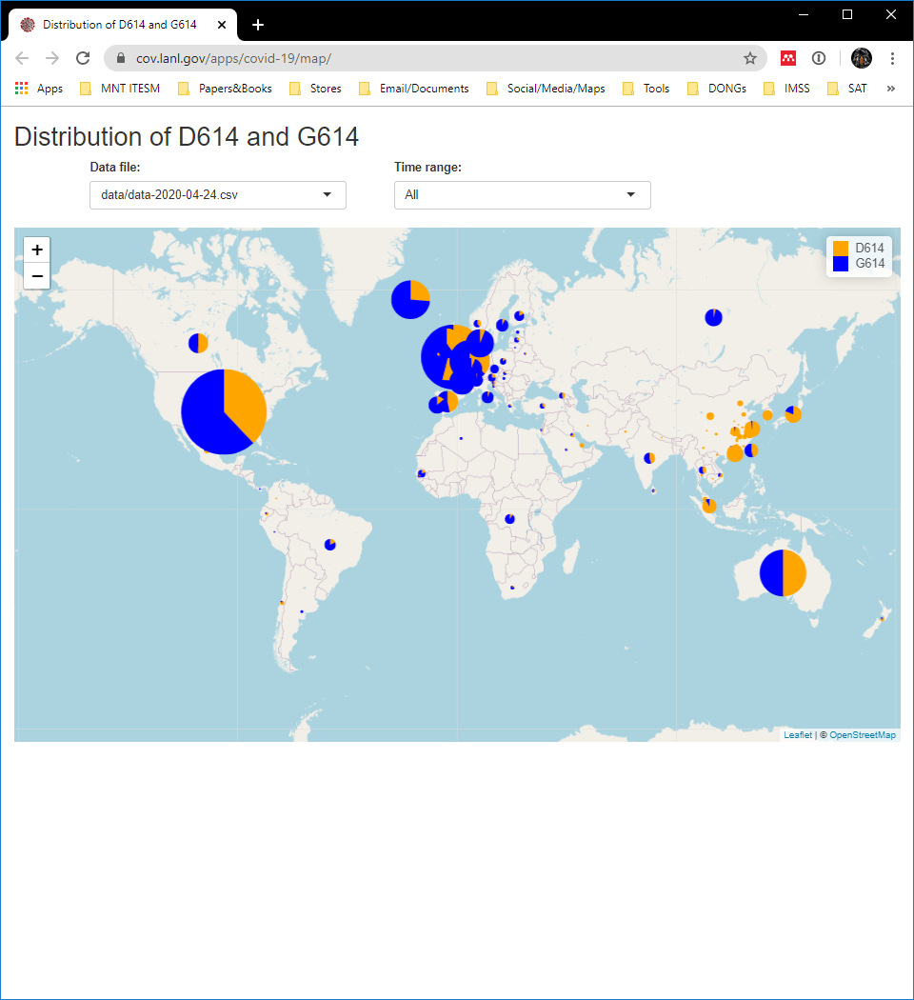 Distribution of D614 and G614
cov.lanl.gov/apps/covid-19/map/
Apps MNT ITESM Papers&Books Stores Email/Documents Social/Media/Maps Tools DONGs IMSS SAT »
Distribution of D614 and G614
Data file: Time range:
data/data-2020-04-24.csv All
+
−
D614
G614
Leaflet | © OpenStreetMap